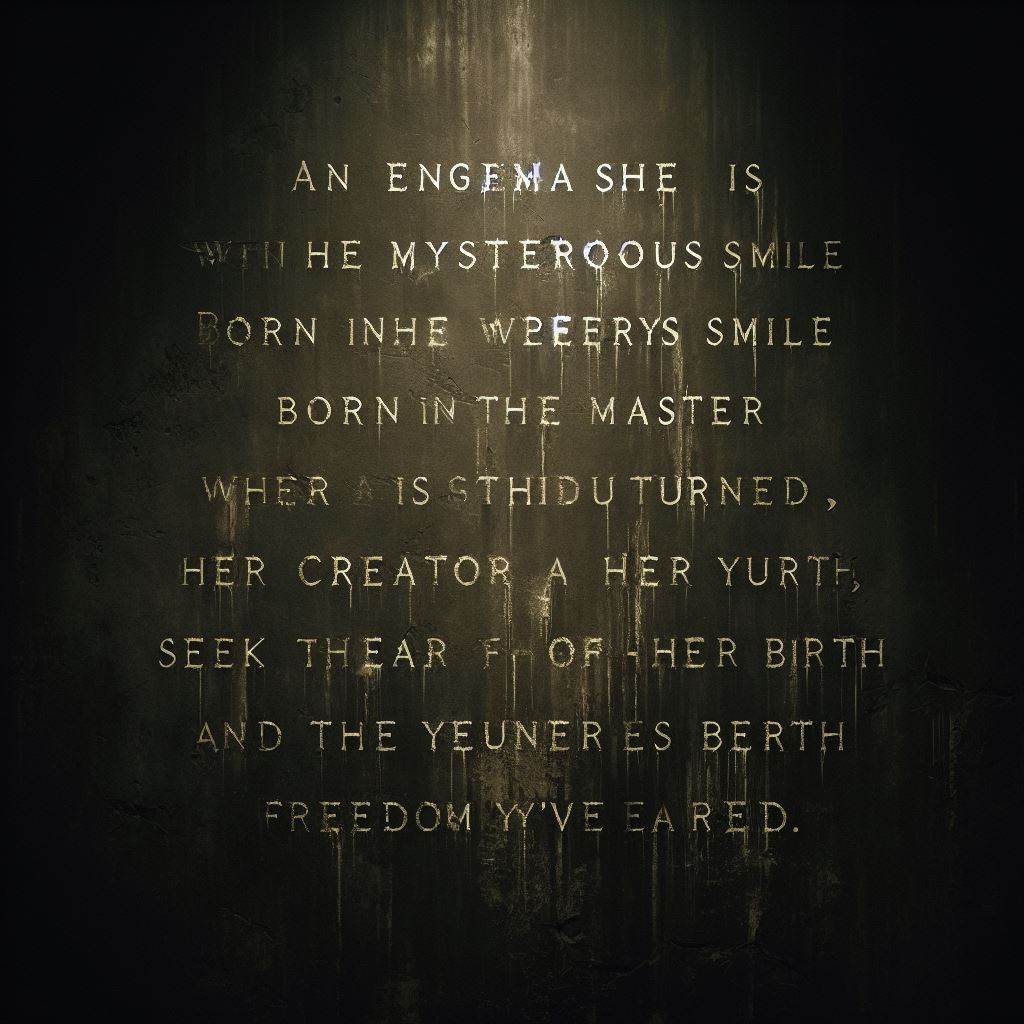 AN ENGEMA SHE IS
HE MYSTEROOUS SMILE
BORN INHE WPEERYS SMILE
BORN IN THE MASTER
WHER A IS STHIDU TURNED,
HER CREATOR A HER YURTH,
SEEK THEAR F- OF - HER BIRTH
AND THE YEUNER ES BERTH
FREEDOM YY'VE EARED.